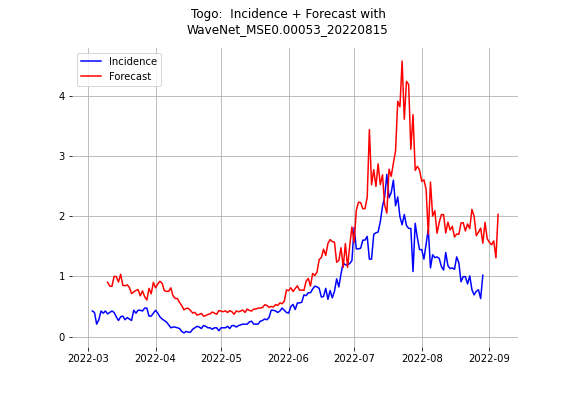 Togo:  Incidence + Forecast with
WaveNet_MSE0.00053_20220815
Incidence
Forecast
4
3
2
1
0
2022-03 2022-04 2022-05 2022-06 2022-07 2022-08 2022-09